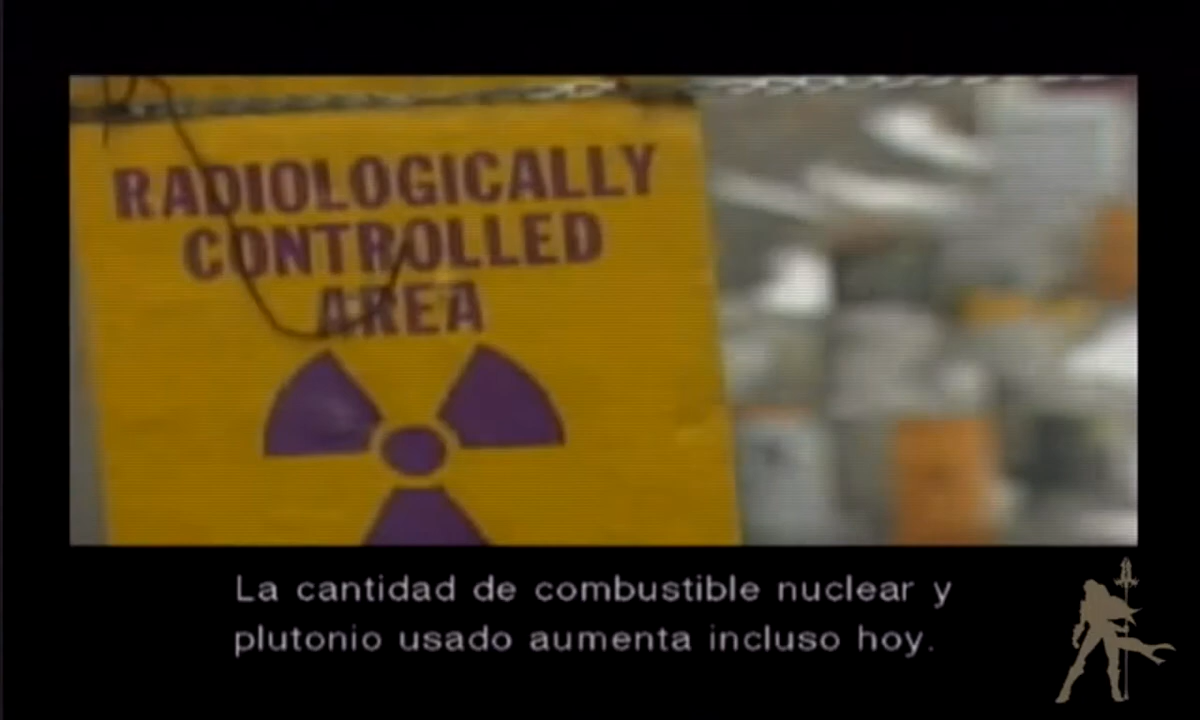 RADIOLOGICALLY
CONTROLLED
AREA
La cantidad de combustible nuclear y
plutonio usado aumenta incluso hoy.